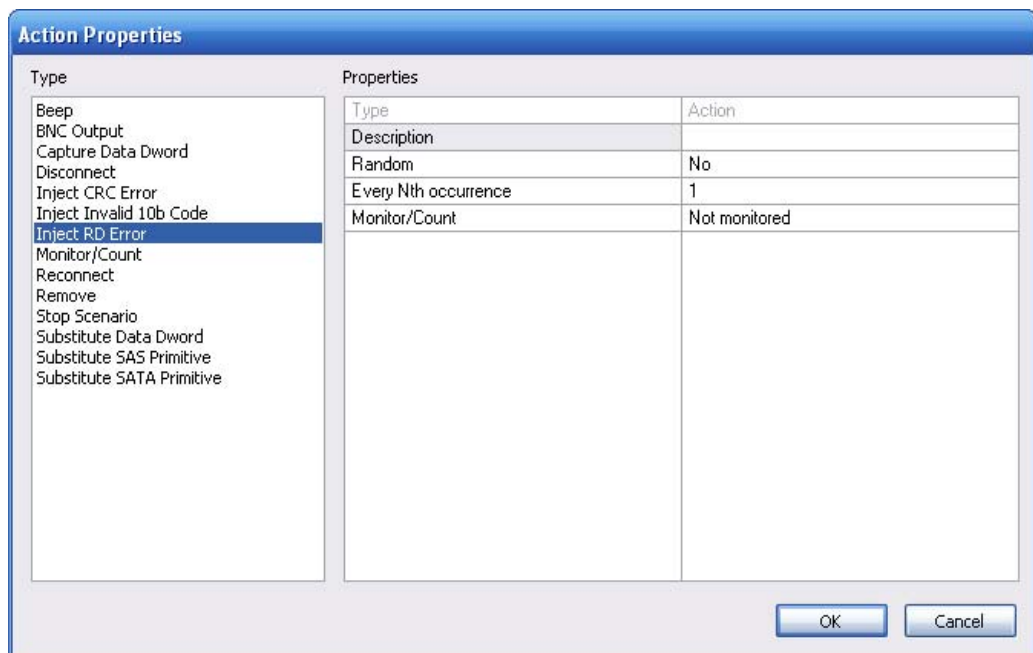 Action Properties
Type
Beep
BNC Output
Capture Data Dword
Disconnect
Inject CRC Error
Inject Invalid 10b Code
Inject RD Error
Monitor/Count
Reconnect
Remove
Stop Scenario
Substitute Data Dword
Substitute SAS Primitive
Substitute SATA Primitive
Properties
Type Action
Description
Random No
Every Nth occurrence 1
Monitor/Count Not monitored
OK Cancel